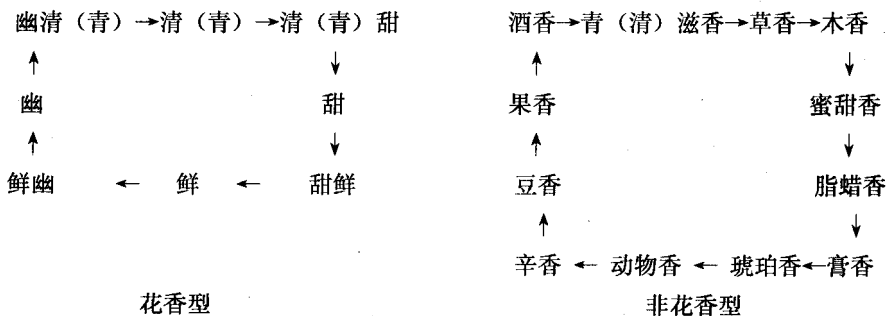 幽清（青）→清（青）→清（青）甜 酒香→青（清）滋香→草香→木香
↑ ↓ ↑ ↓
幽 甜 果香 蜜甜香
↑ ↓ ↑ ↓
鲜幽 ← 鲜 ← 甜鲜 豆香 脂蜡香
↑ ↓
辛香 ← 动物香 ← 琥珀香←膏香
花香型 非花香型